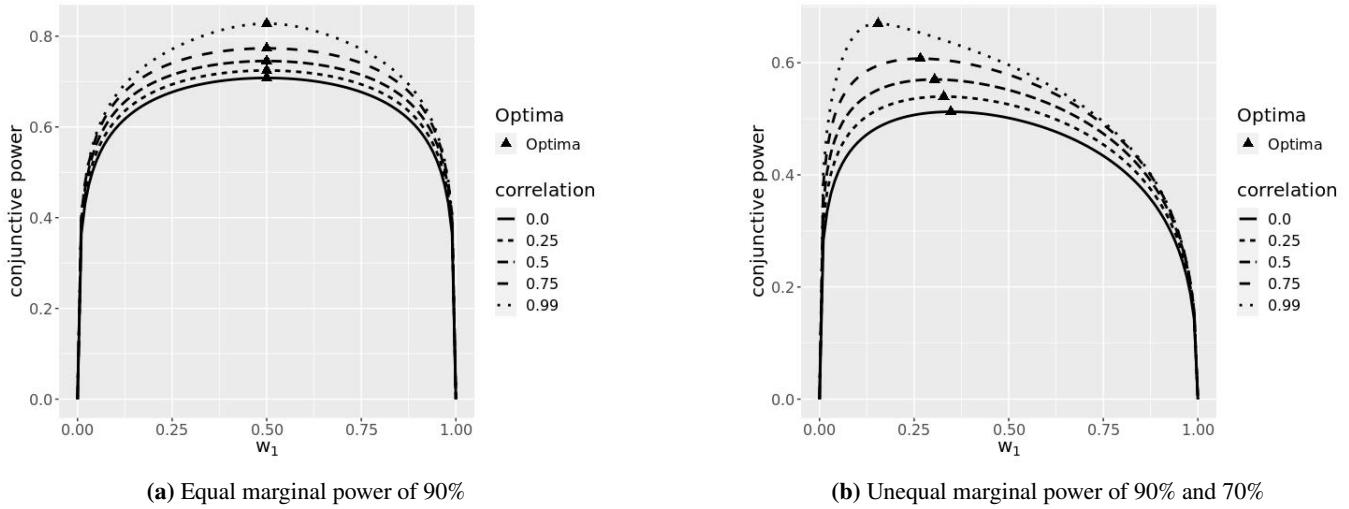 0.8
0.6
0.4
0.2
0.0
conjunctive power
0.00 0.25 0.50 0.75 1.00
w₁
Optima
Optima
correlation
0.0
0.25
0.5
0.75
0.99
(a) Equal marginal power of 90%
0.6
0.4
0.2
0.0
conjunctive power
0.00 0.25 0.50 0.75 1.00
w₁
Optima
Optima
correlation
0.0
0.25
0.5
0.75
0.99
(b) Unequal marginal power of 90% and 70%